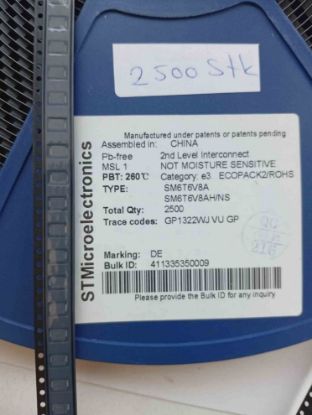 2500 Stk
STMicroelectronics
Manufactured under patents or patents pending
Assembled in: CHINA
Pb-free 2nd Level Interconnect
MSL 1 NOT MOISTURE SENSITIVE
PBT: 260℃ Category: e3 ECOPACK2/ROHS
TYPE: SM6T6V8A
SM6T6V8AH/NS
Total Qty: 2500
Trace codes: GP1322WJ VU GP
Marking: DE
Bulk ID: 411335350009
Please provide the Bulk ID for any inquiry